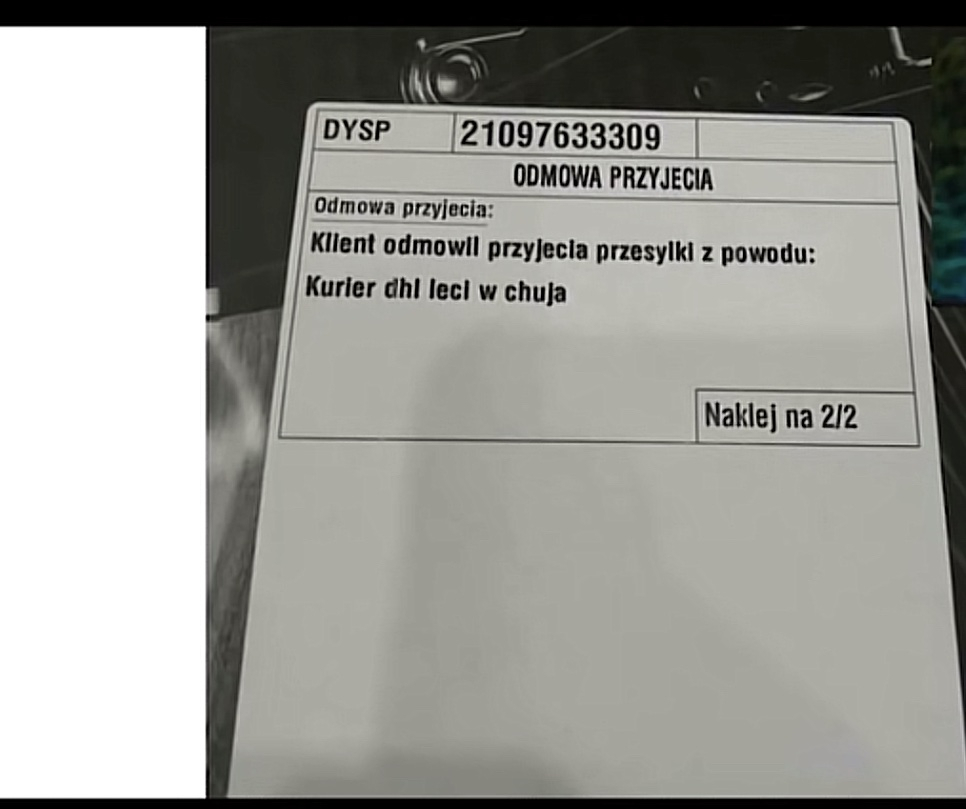 DYSP 21097633309
ODMOWA PRZYJECIA
Odmowa przyjecia:
Klient odmowil przyjecia przesylki z powodu:
Kurier dhl leci w chuja
Naklej na 2/2